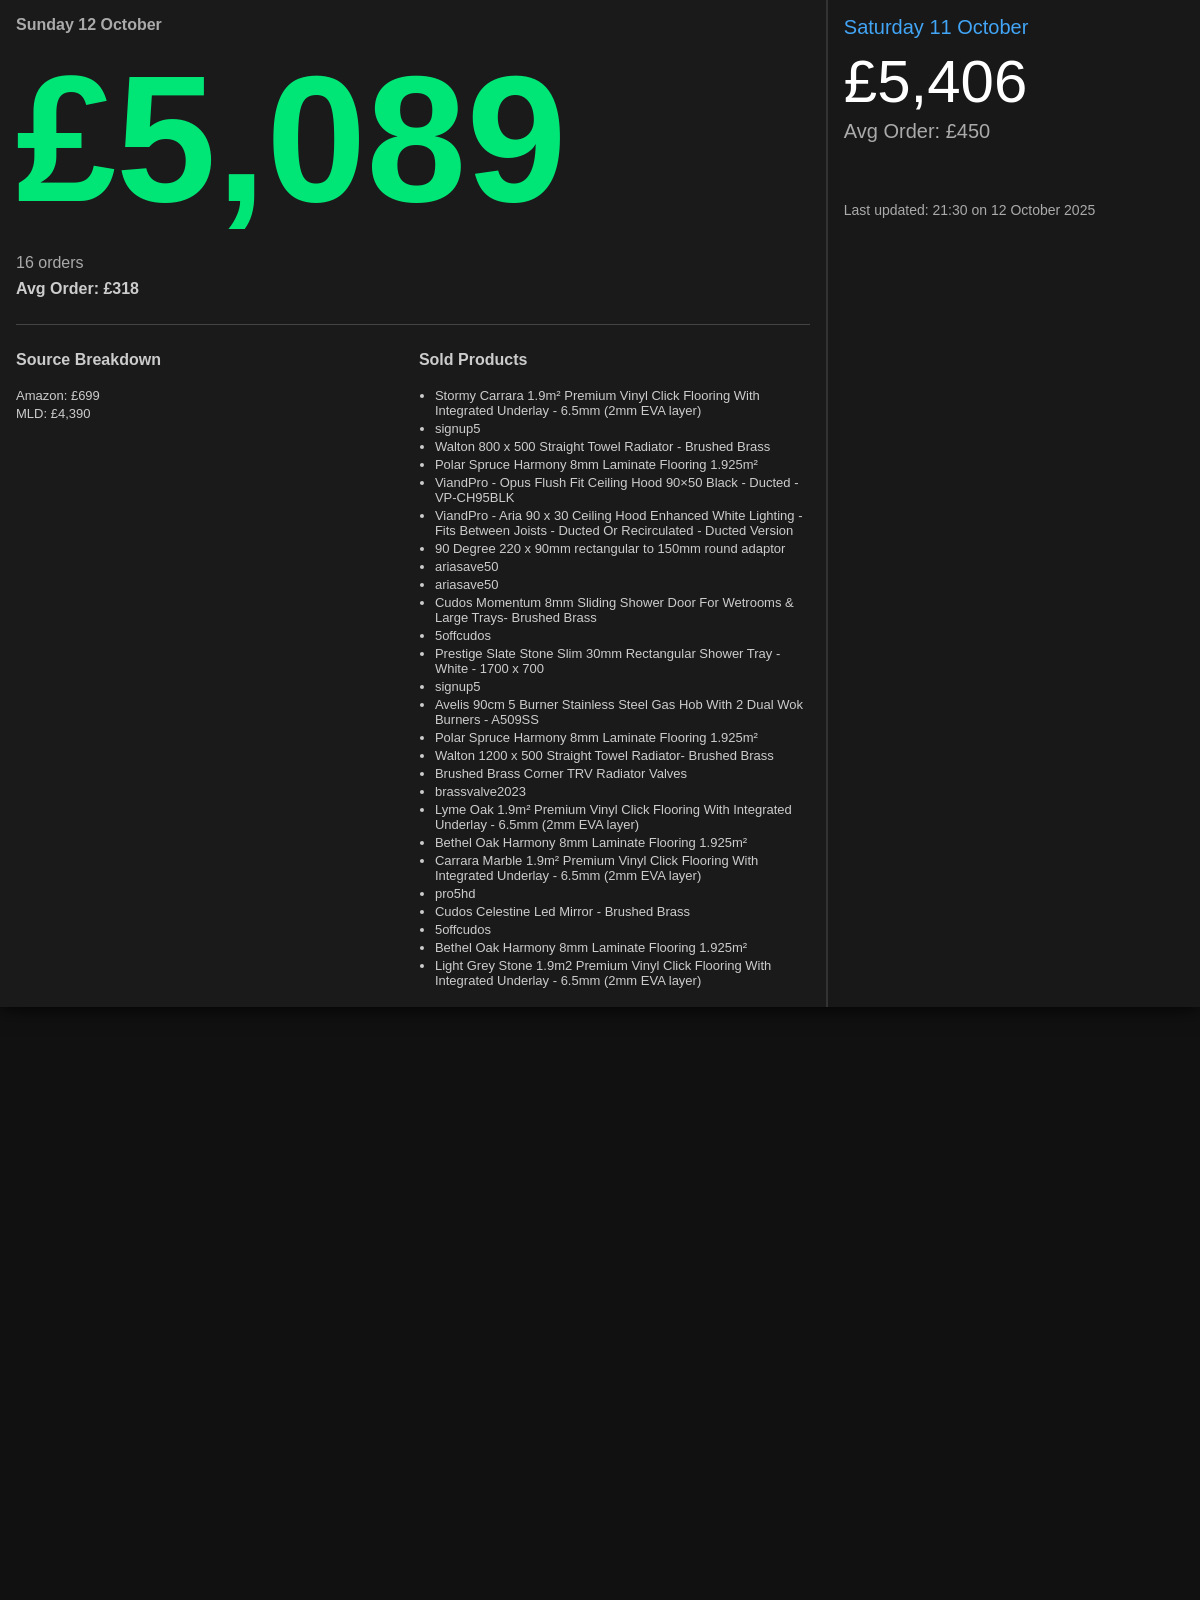 Sunday 12 October
£5,089
16 orders
Avg Order: £318
Source Breakdown
Amazon: £699
MLD: £4,390
Sold Products
Stormy Carrara 1.9m² Premium Vinyl Click Flooring With
Integrated Underlay - 6.5mm (2mm EVA layer)
signup5
Walton 800 x 500 Straight Towel Radiator - Brushed Brass
Polar Spruce Harmony 8mm Laminate Flooring 1.925m²
ViandPro - Opus Flush Fit Ceiling Hood 90×50 Black - Ducted -
VP-CH95BLK
ViandPro - Aria 90 x 30 Ceiling Hood Enhanced White Lighting -
Fits Between Joists - Ducted Or Recirculated - Ducted Version
90 Degree 220 x 90mm rectangular to 150mm round adaptor
ariasave50
ariasave50
Cudos Momentum 8mm Sliding Shower Door For Wetrooms &
Large Trays- Brushed Brass
5offcudos
Prestige Slate Stone Slim 30mm Rectangular Shower Tray -
White - 1700 x 700
signup5
Avelis 90cm 5 Burner Stainless Steel Gas Hob With 2 Dual Wok
Burners - A509SS
Polar Spruce Harmony 8mm Laminate Flooring 1.925m²
Walton 1200 x 500 Straight Towel Radiator- Brushed Brass
Brushed Brass Corner TRV Radiator Valves
brassvalve2023
Lyme Oak 1.9m² Premium Vinyl Click Flooring With Integrated
Underlay - 6.5mm (2mm EVA layer)
Bethel Oak Harmony 8mm Laminate Flooring 1.925m²
Carrara Marble 1.9m² Premium Vinyl Click Flooring With
Integrated Underlay - 6.5mm (2mm EVA layer)
pro5hd
Cudos Celestine Led Mirror - Brushed Brass
5offcudos
Bethel Oak Harmony 8mm Laminate Flooring 1.925m²
Light Grey Stone 1.9m2 Premium Vinyl Click Flooring With
Integrated Underlay - 6.5mm (2mm EVA layer)
Saturday 11 October
£5,406
Avg Order: £450
Last updated: 21:30 on 12 October 2025